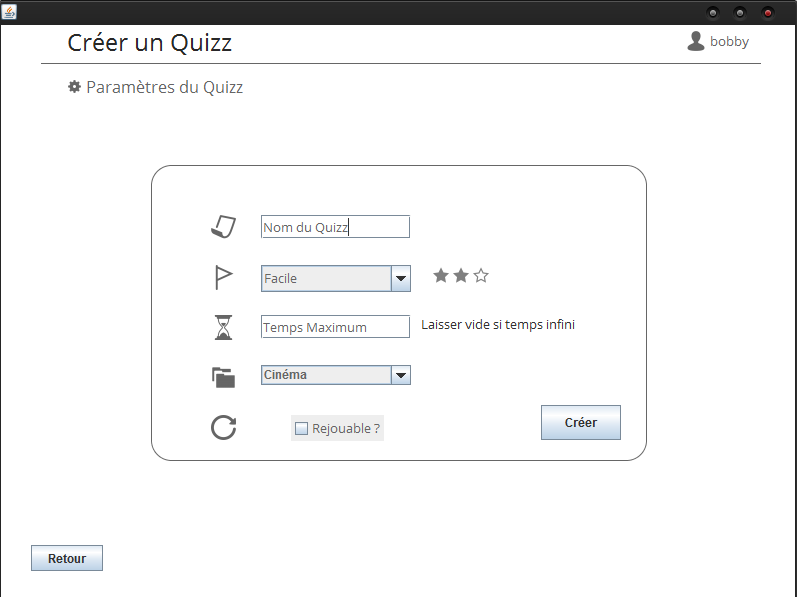 Créer un Quizz
bobby
Paramètres du Quizz
Nom du Quizz
Facile
Temps Maximum
Laisser vide si temps infini
Cinéma
Rejouable ?
Créer
Retour